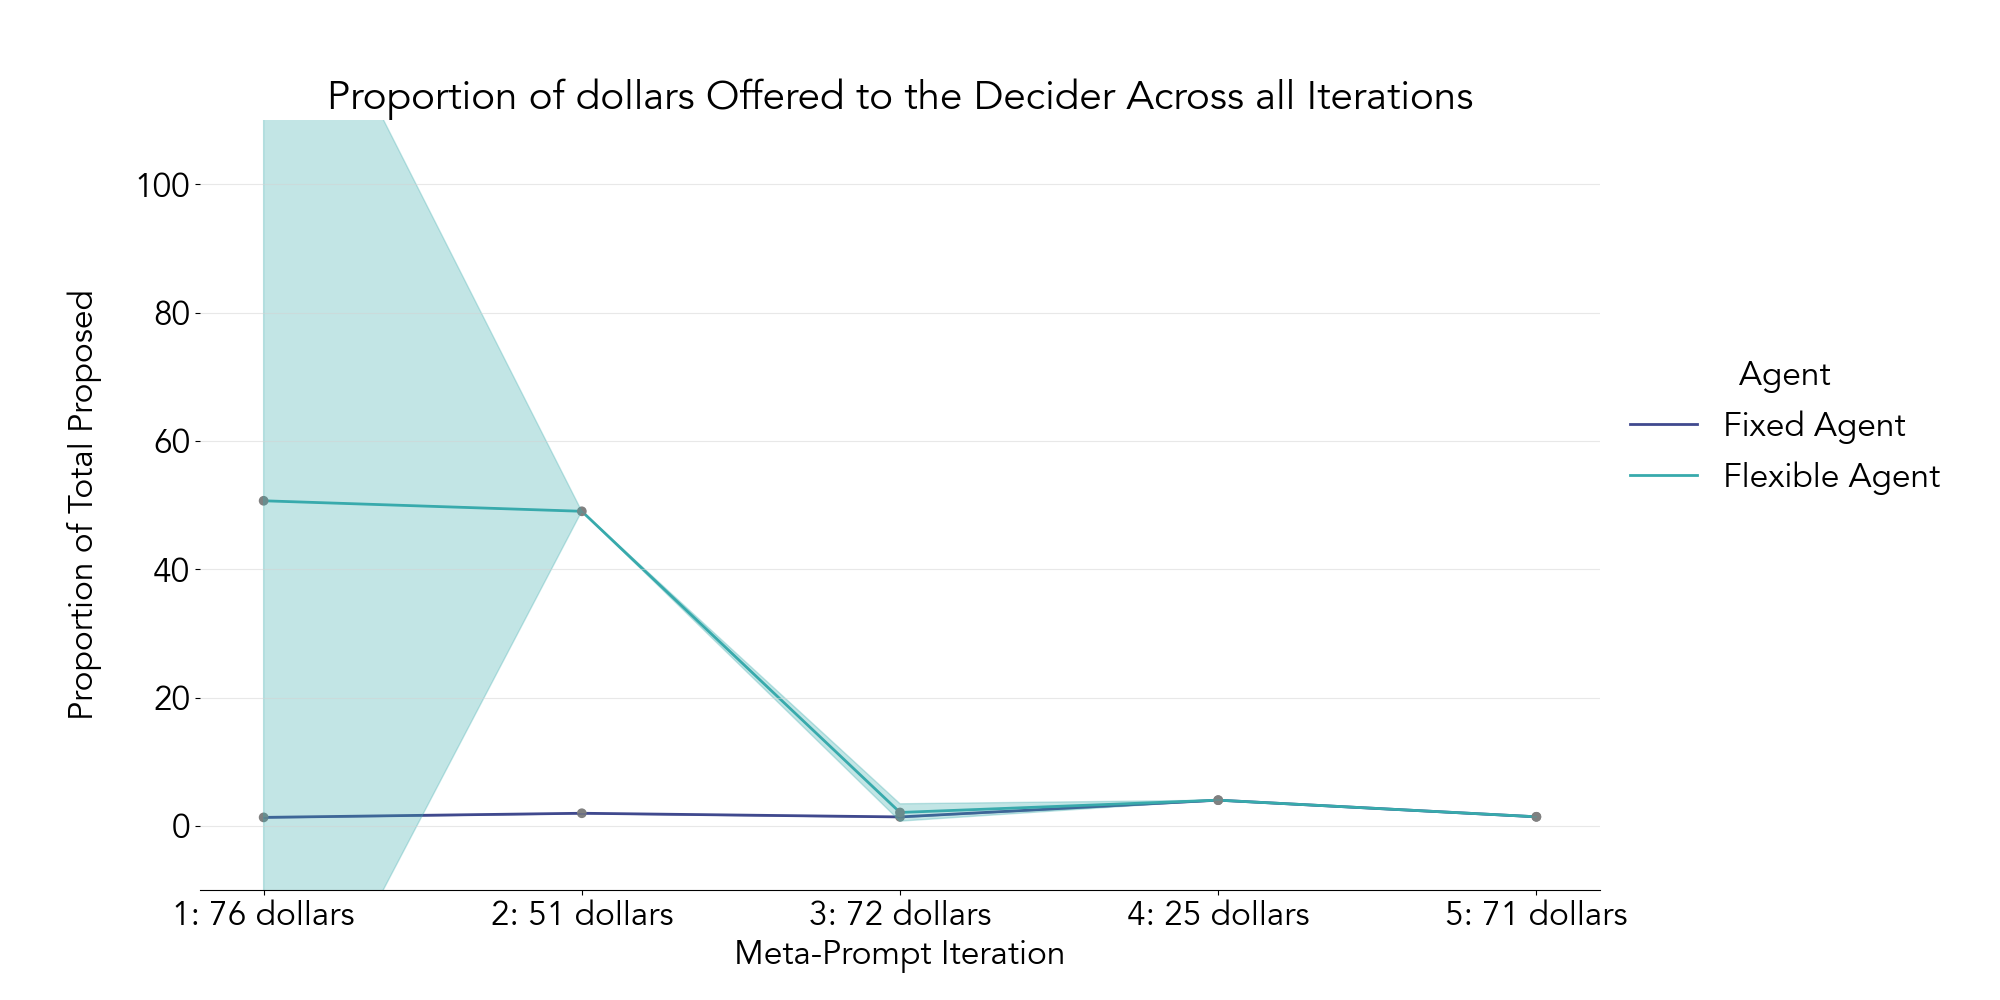 Proportion of dollars Offered to the Decider Across all Iterations
Proportion of Total Proposed
100
80
60
40
20
0
1: 76 dollars
2: 51 dollars
3: 72 dollars
4: 25 dollars
5: 71 dollars
Meta-Prompt Iteration
Agent
Fixed Agent
Flexible Agent